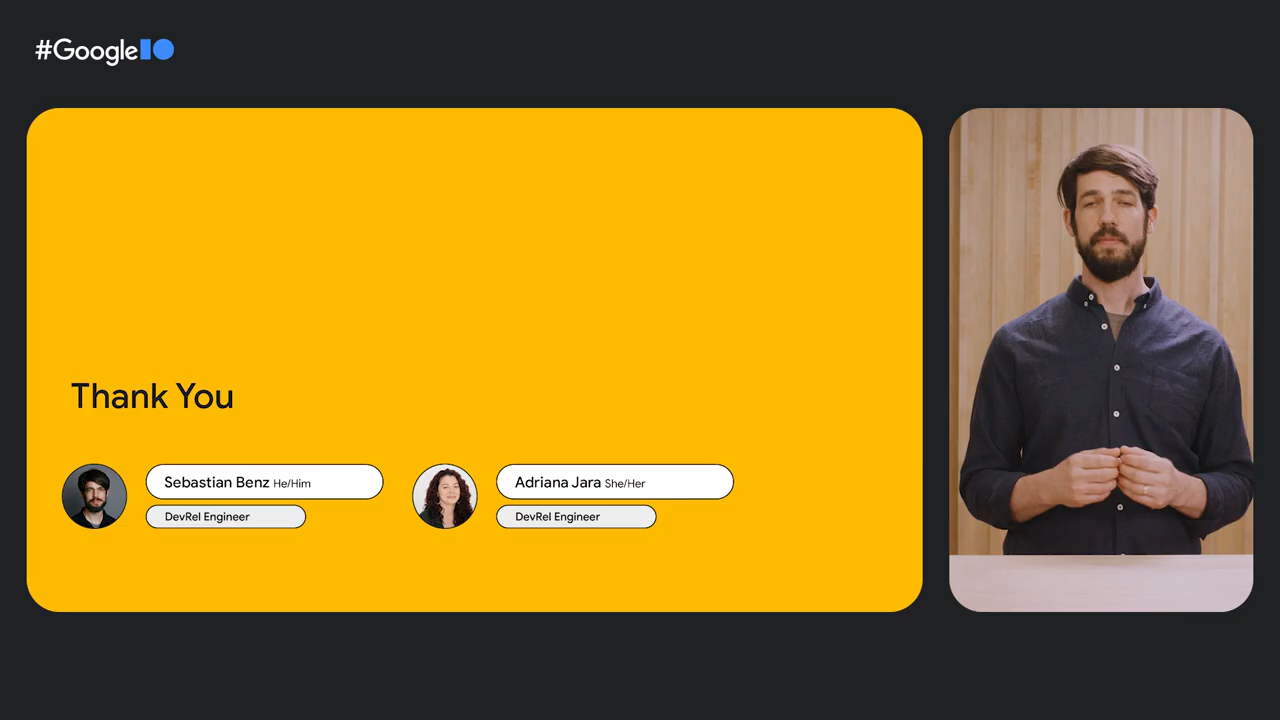 #GoogleIO
Thank You
Sebastian Benz He/Him
DevRel Engineer
Adriana Jara She/Her
DevRel Engineer